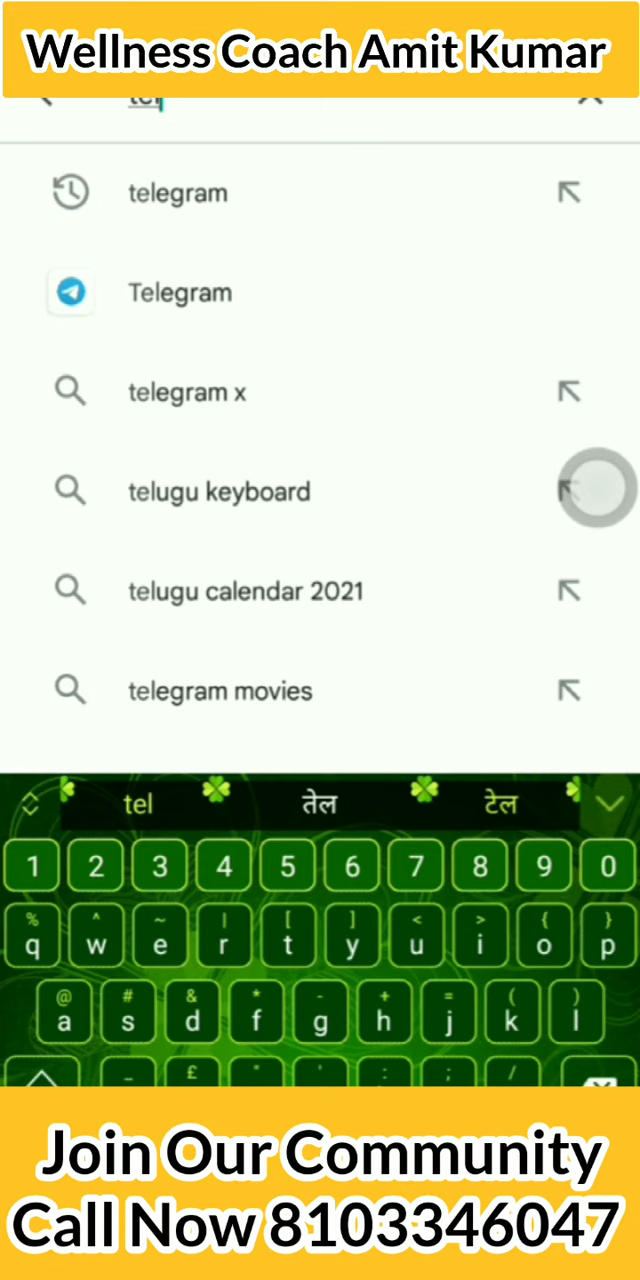 Wellness Coach Amit Kumar
tel
telegram
Telegram
telegram x
telugu keyboard
telugu calendar 2021
telegram movies
tel तेल टेल
1 2 3 4 5 6 7 8 9 0
% ^ ~ | [ ] < > { }
q w e r t y u i o p
@ # & * - + = ( )
a s d f g h j k l
_ £ " ' : ; /
Join Our Community
Call Now 8103346047